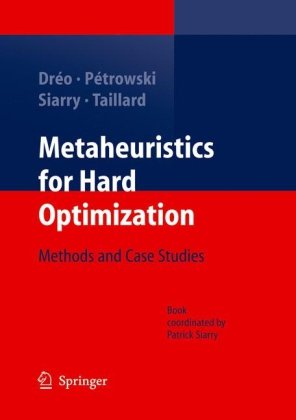 Dréo · Pétrowski
Siarry · Taillard
Metaheuristics
for Hard
Optimization
Methods and Case Studies
Book
coordinated by
Patrick Siarry
Springer